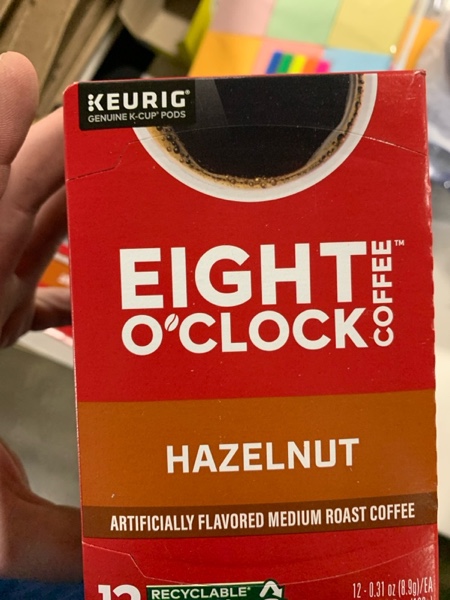 KEURIG®
GENUINE K-CUP® PODS
EIGHT
O'CLOCK
COFFEE™
HAZELNUT
ARTIFICIALLY FLAVORED MEDIUM ROAST COFFEE
12 RECYCLABLE*
12 - 0.31 oz (8.9g)/EA